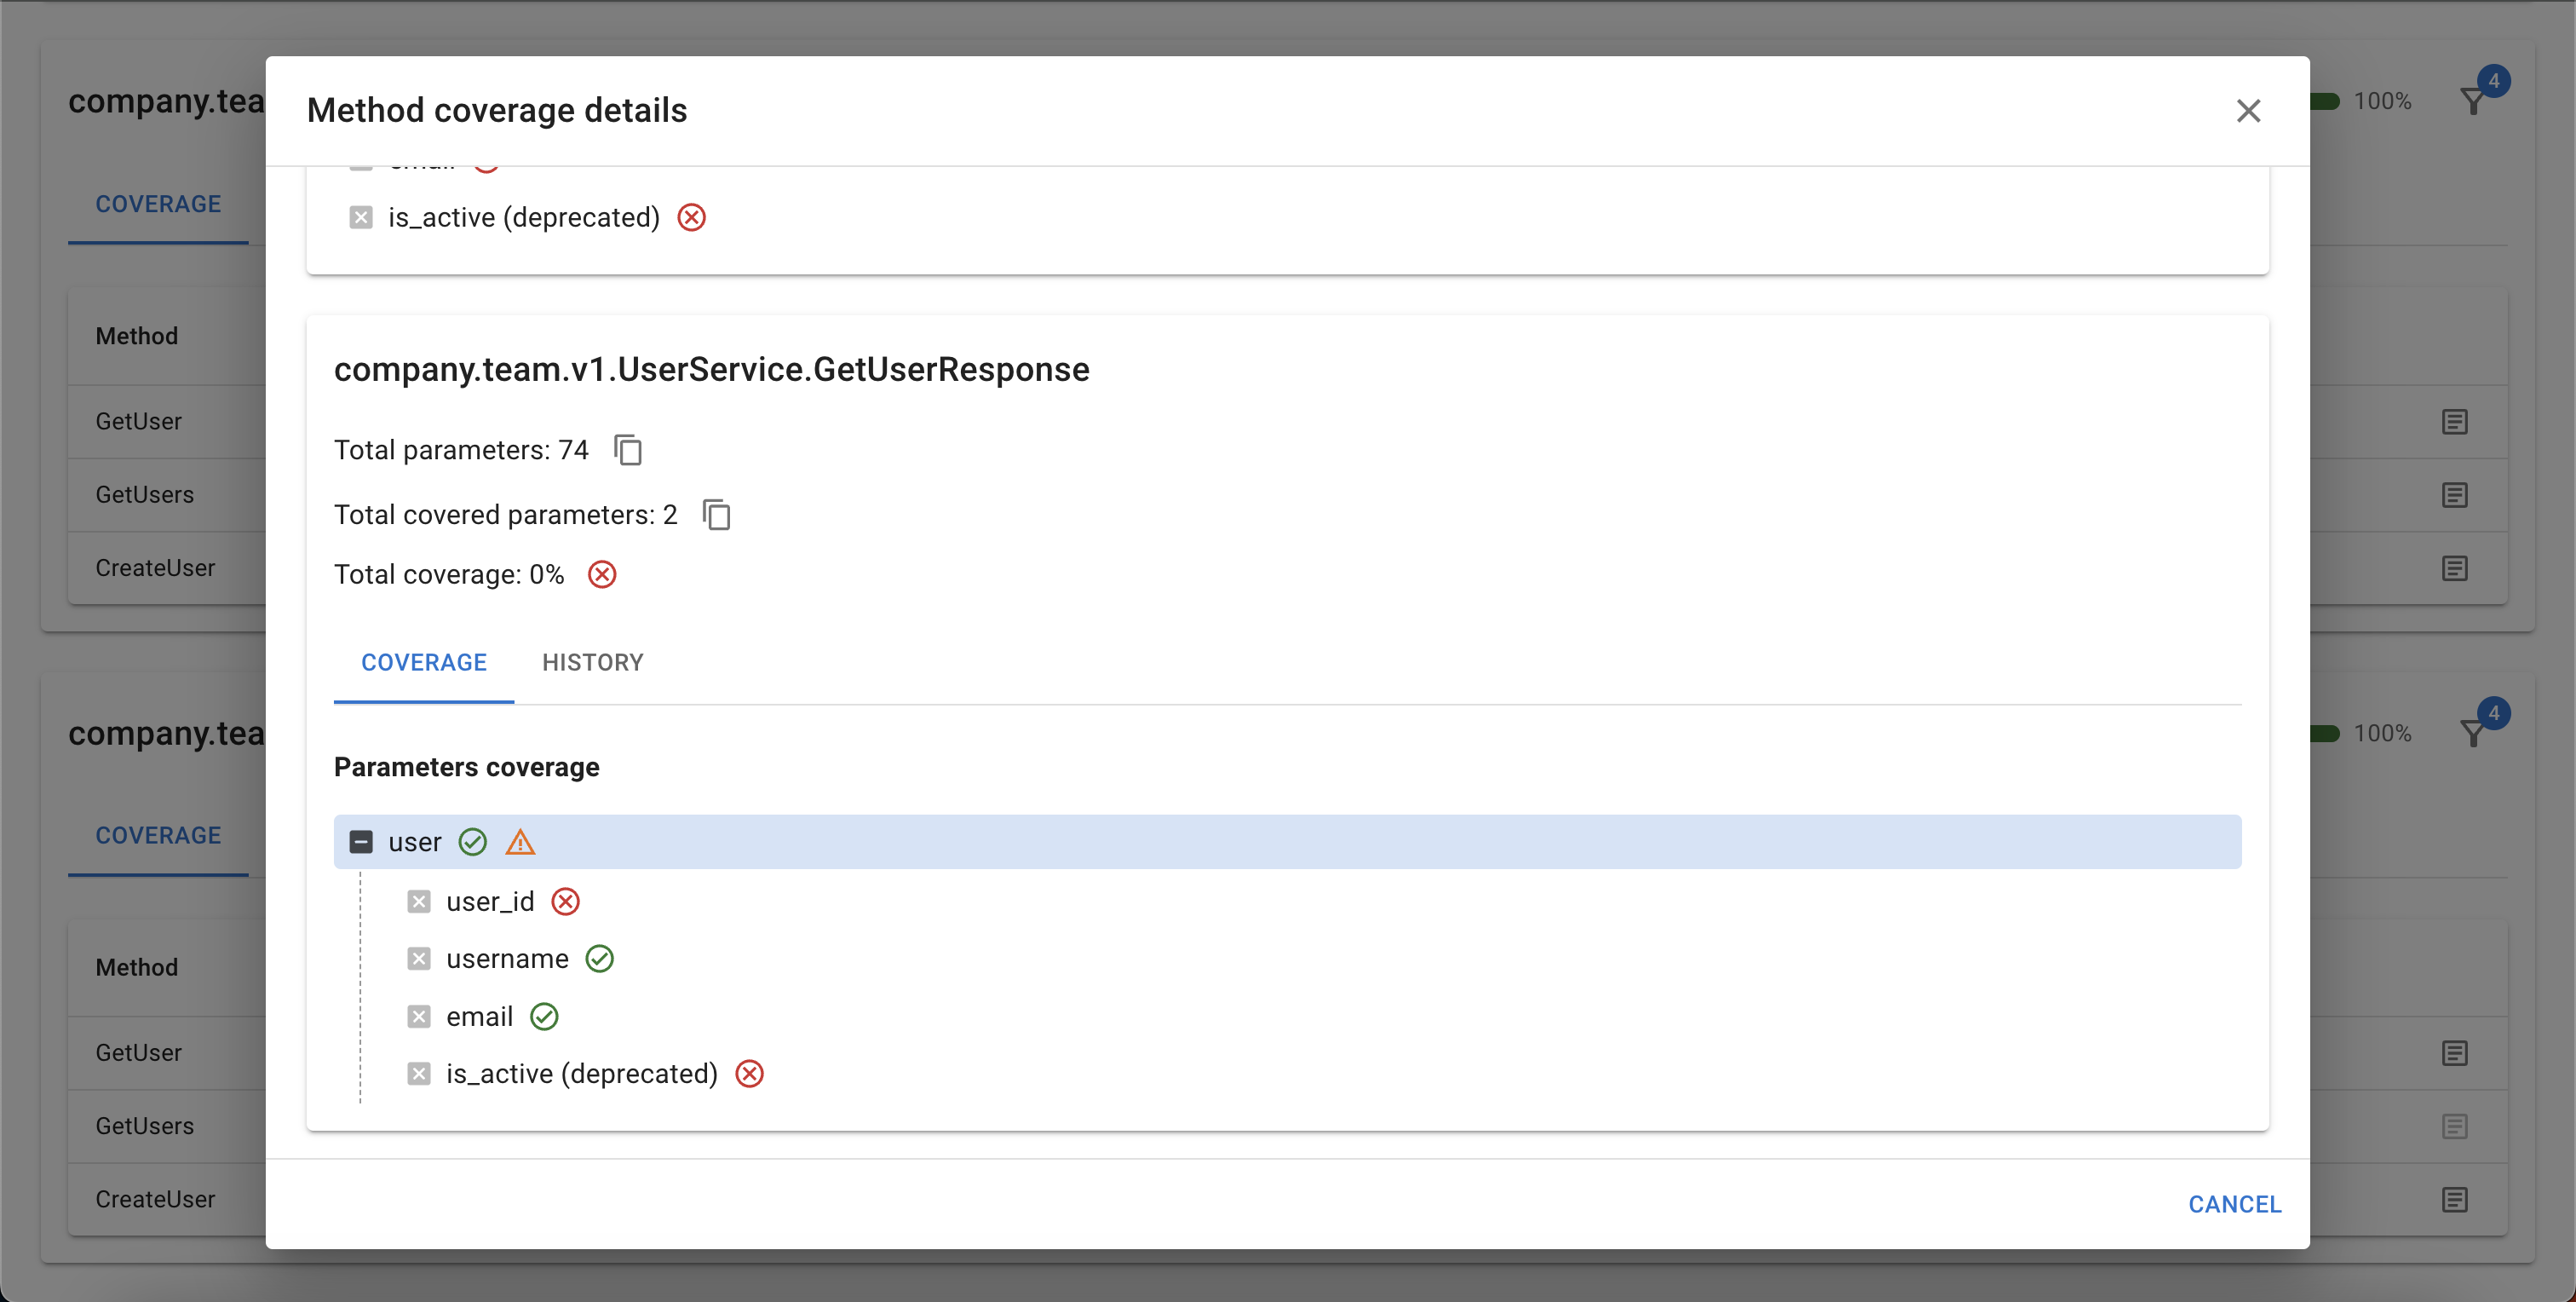 Method coverage details
company.tea
100%
4
COVERAGE
email
is_active (deprecated)
Method
company.team.v1.UserService.GetUserResponse
GetUser
Total parameters: 74
GetUsers
Total covered parameters: 2
CreateUser
Total coverage: 0%
COVERAGE
HISTORY
company.tea
100%
4
Parameters coverage
COVERAGE
user
user_id
username
Method
email
GetUser
is_active (deprecated)
GetUsers
CreateUser
CANCEL